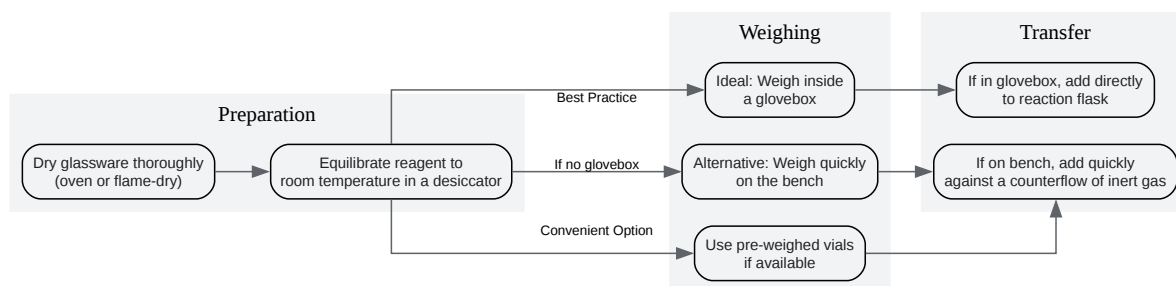 Preparation
Dry glassware thoroughly
(oven or flame-dry)
Equilibrate reagent to
room temperature in a desiccator
Best Practice
If no glovebox
Convenient Option
Weighing
Ideal: Weigh inside
a glovebox
Alternative: Weigh quickly
on the bench
Use pre-weighed vials
if available
Transfer
If in glovebox, add directly
to reaction flask
If on bench, add quickly
against a counterflow of inert gas